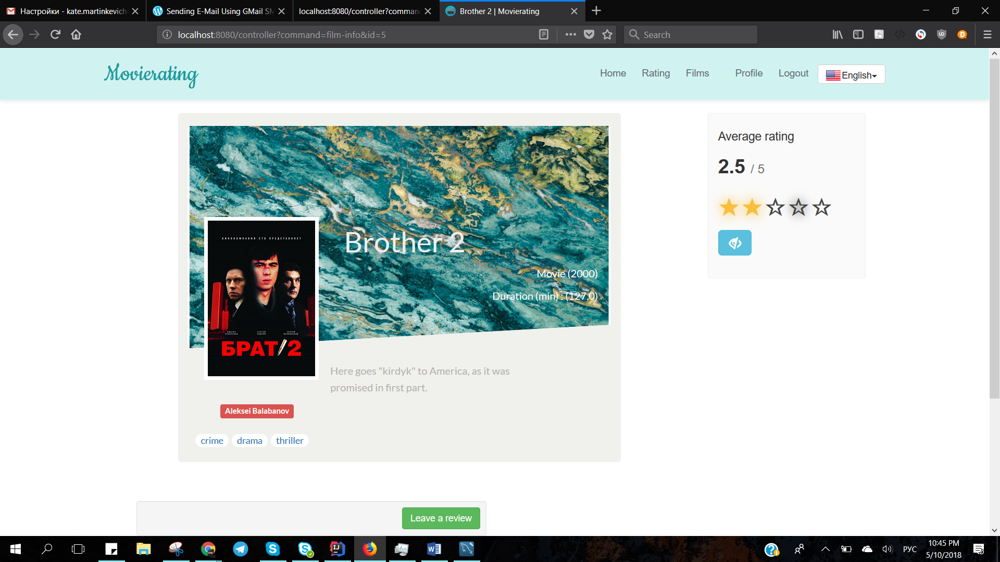 Настройки - kate.martinkevich
Sending E-Mail Using GMail SM
localhost:8080/controller?comman
Brother 2 | Movierating
localhost:8080/controller?command=film-info&id=5
Search
Movierating
Home
Rating
Films
Profile
Logout
English
Average rating
2.5 / 5
Brother 2
Movie (2000)
Duration (min) : (127.0)
КИНОКОМПАНИЯ СТВ ПРЕДСТАВЛЯЕТ
БРАТ 2
Here goes "kirdyk" to America, as it was
promised in first part.
Aleksei Balabanov
crime
drama
thriller
Leave a review
РУС
10:45 PM
5/10/2018